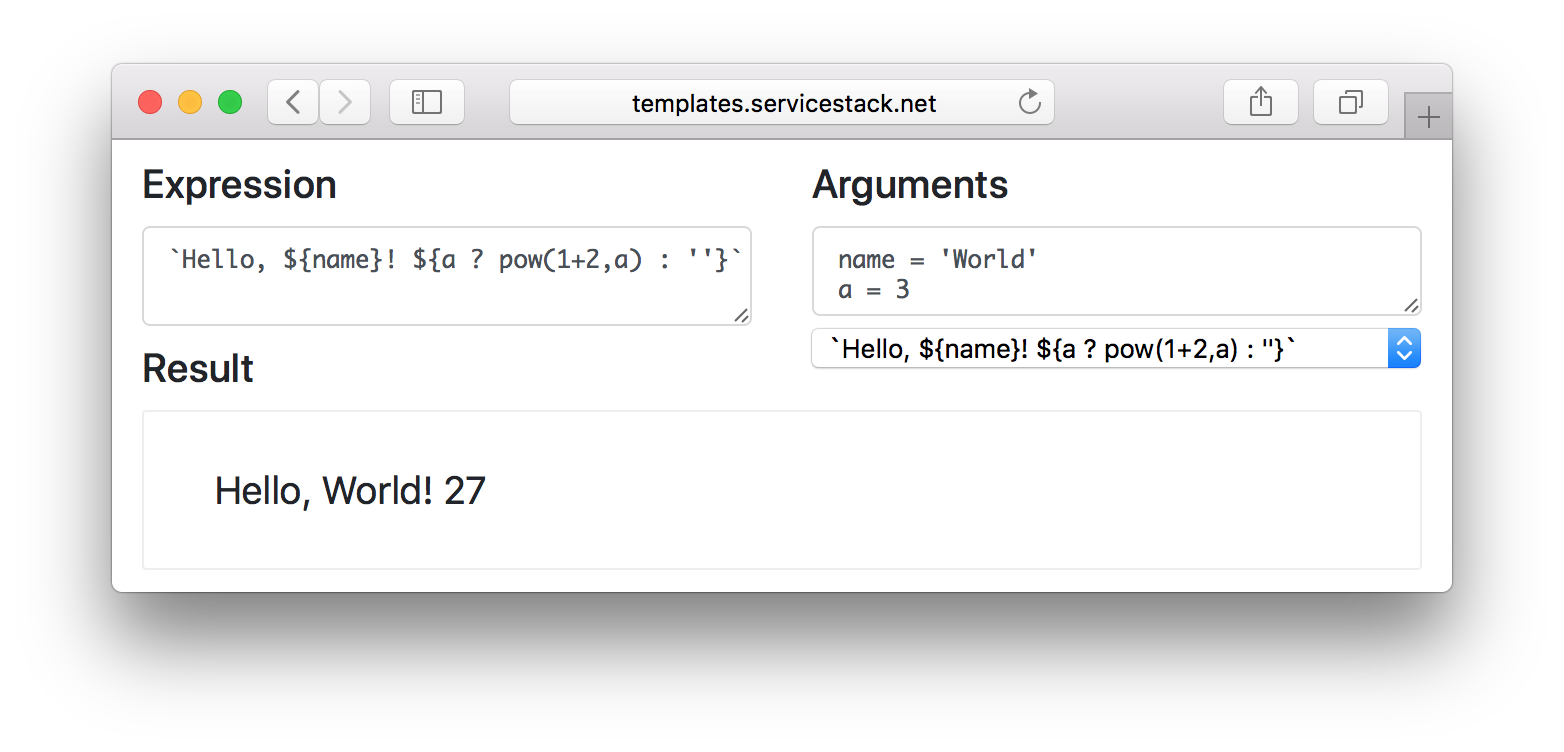 templates.servicestack.net
Expression
`Hello, ${name}! ${a ? pow(1+2,a) : ''}`
Arguments
name = 'World'
a = 3
`Hello, ${name}! ${a ? pow(1+2,a) : ''}`
Result
Hello, World! 27